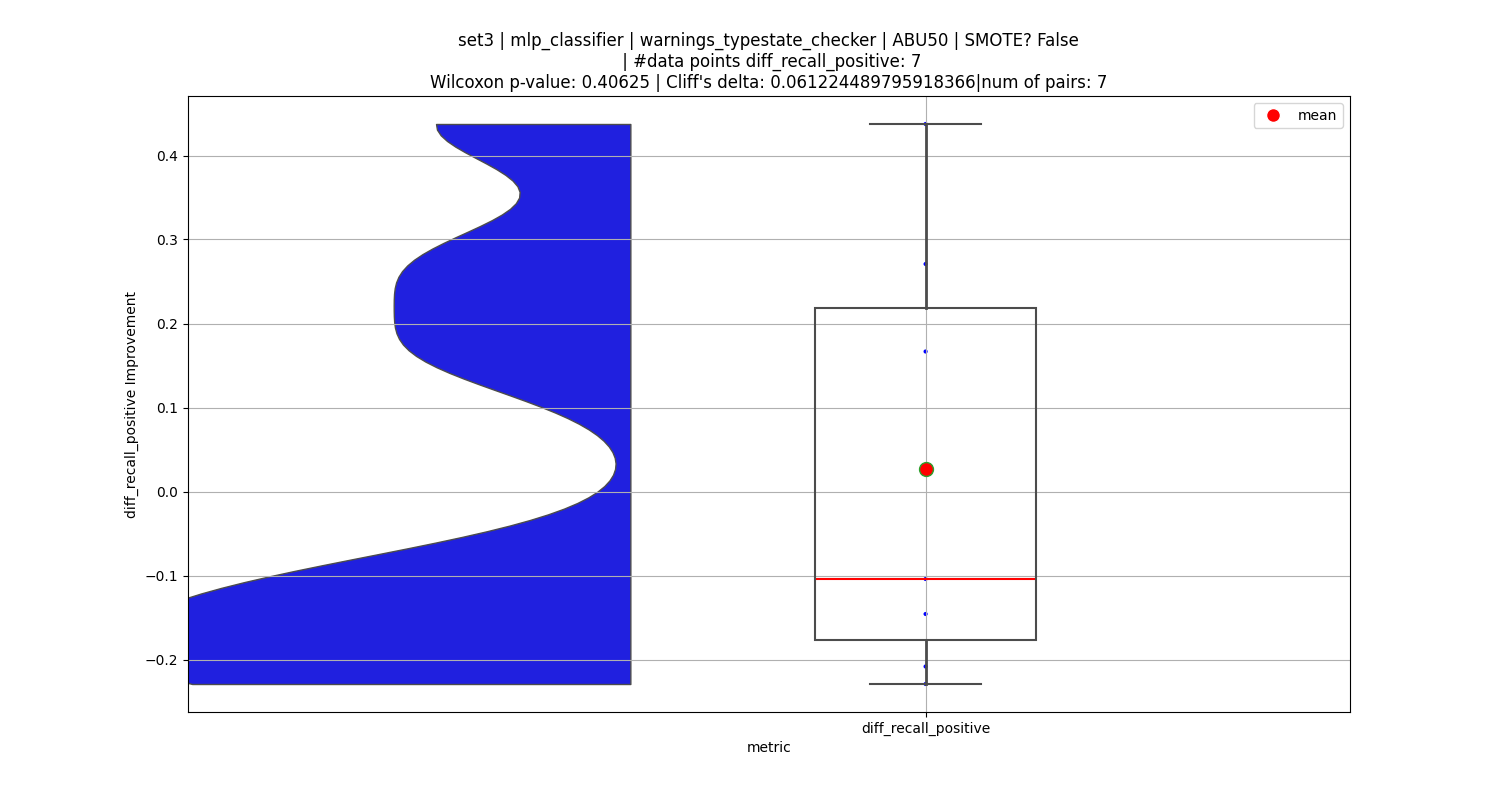 set3 | mlp_classifier | warnings_typestate_checker | ABU50 | SMOTE? False
| #data points diff_recall_positive: 7
Wilcoxon p-value: 0.40625 | Cliff's delta: 0.061224489795918366|num of pairs: 7
mean
0.4
0.3
0.2
0.1
0.0
−0.1
−0.2
diff_recall_positive Improvement
diff_recall_positive
metric